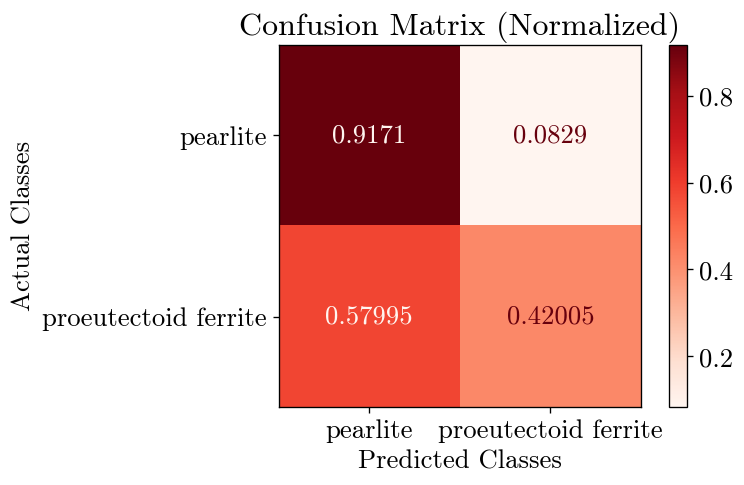 Confusion Matrix (Normalized)
Actual Classes
pearlite
0.9171
0.0829
proeutectoid ferrite
0.57995
0.42005
pearlite
proeutectoid ferrite
Predicted Classes
0.8
0.6
0.4
0.2